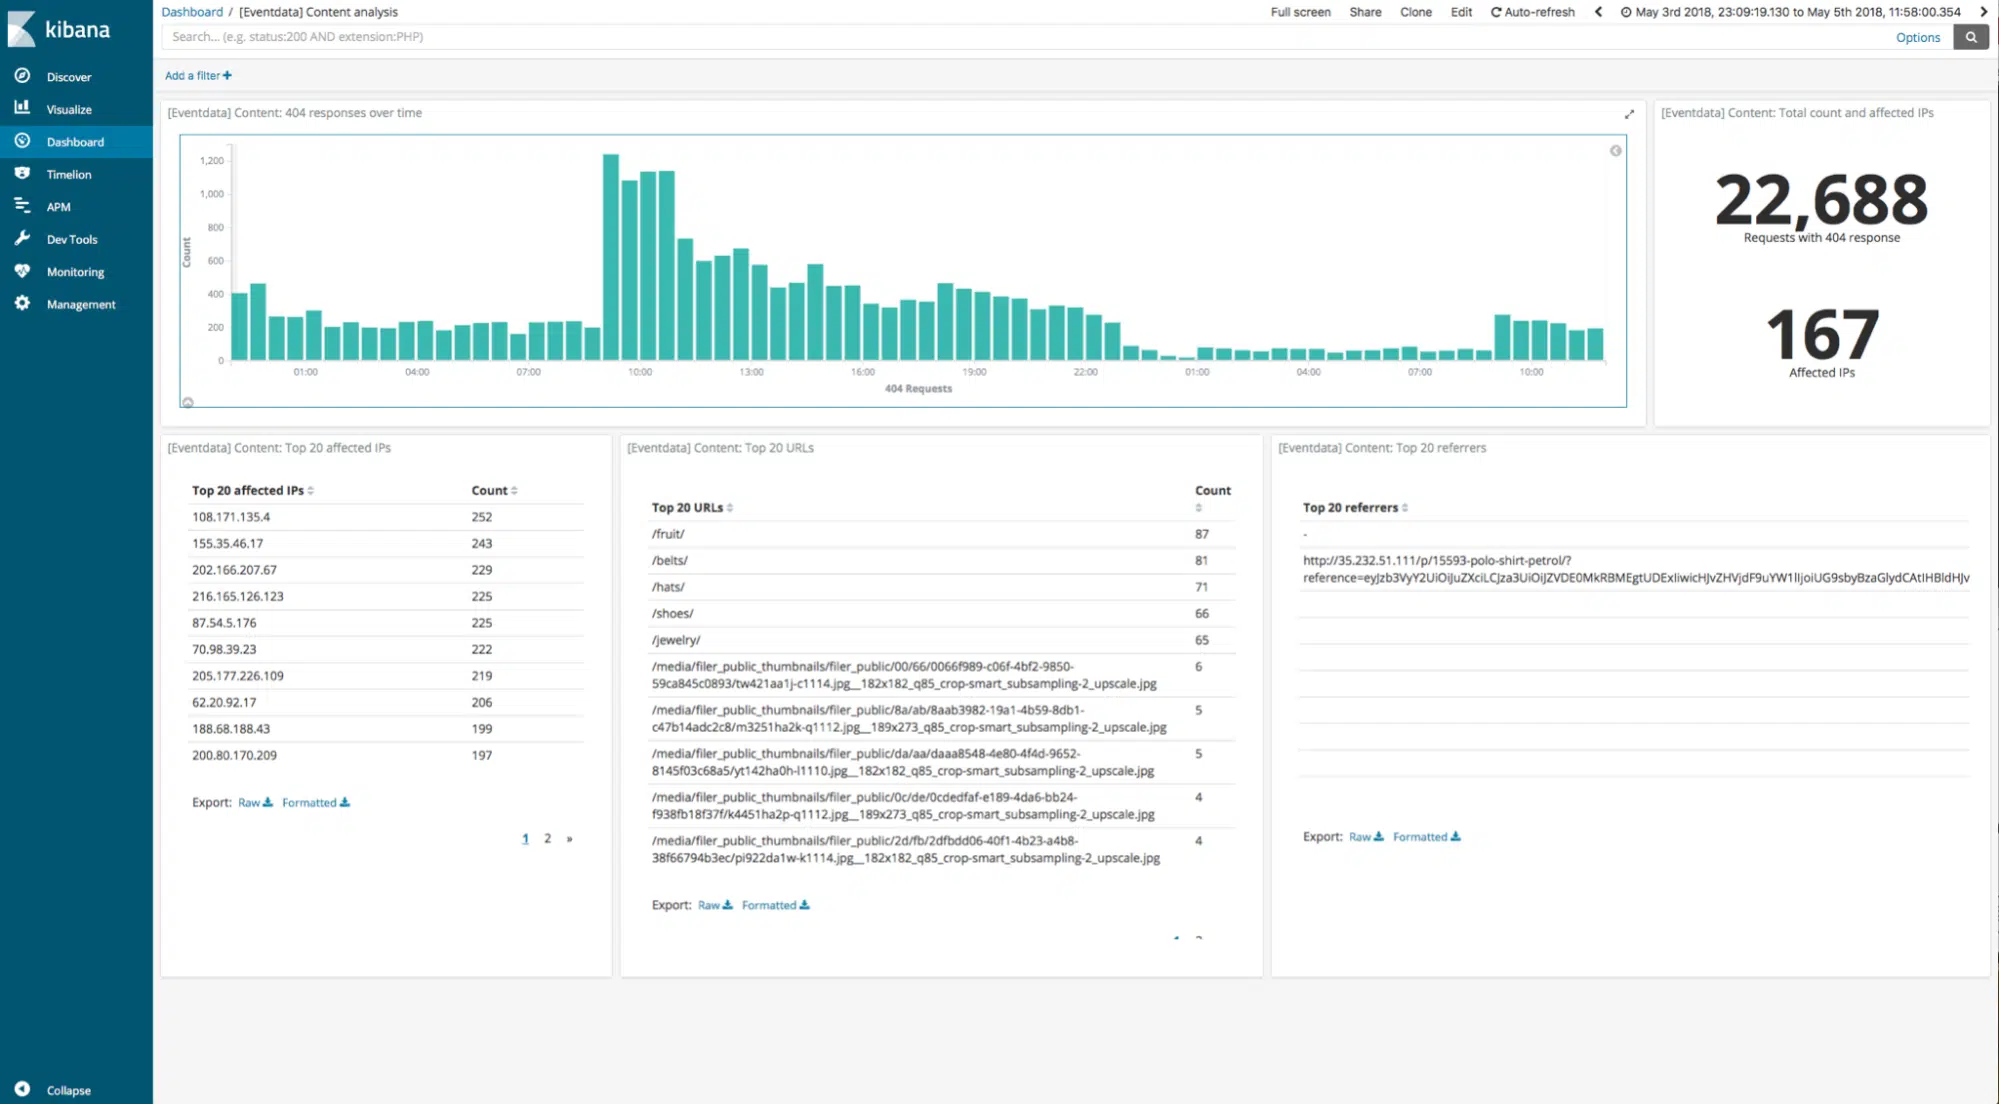 kibana
Discover
Visualize
Dashboard
Timelion
APM
Dev Tools
Monitoring
Management
Collapse
Dashboard / [Eventdata] Content analysis
Full screen Share Clone Edit Auto-refresh May 3rd 2018, 23:09:19.130 to May 5th 2018, 11:58:00.354
Search... (e.g. status:200 AND extension:PHP)
Options
Add a filter +
[Eventdata] Content: 404 responses over time
Count
1,200
1,000
800
600
400
200
0
01:00 04:00 07:00 10:00 13:00 16:00 19:00 22:00 01:00 04:00 07:00 10:00
404 Requests
[Eventdata] Content: Total count and affected IPs
22,688
Requests with 404 response
167
Affected IPs
[Eventdata] Content: Top 20 affected IPs
Top 20 affected IPs Count
108.171.135.4 252
155.35.46.17 243
202.166.207.67 229
216.165.126.123 225
87.54.5.176 225
70.98.39.23 222
205.177.226.109 219
62.20.92.17 206
188.68.188.43 199
200.80.170.209 197
Export: Raw Formatted
1 2 »
[Eventdata] Content: Top 20 URLs
Top 20 URLs Count
/fruit/ 87
/belts/ 81
/hats/ 71
/shoes/ 66
/jewelry/ 65
/media/filer_public_thumbnails/filer_public/00/66/0066f989-c06f-4bf2-9850- 6
59ca845c0893/tw421aa1j-c1114.jpg__182x182_q85_crop-smart_subsampling-2_upscale.jpg
/media/filer_public_thumbnails/filer_public/8a/ab/8aab3982-19a1-4b59-8db1- 5
c47b14adc2c8/m3251ha2k-q1112.jpg__189x273_q85_crop-smart_subsampling-2_upscale.jpg
/media/filer_public_thumbnails/filer_public/da/aa/daaa8548-4e80-4f4d-9652- 5
8145f03c68a5/yt142ha0h-l1110.jpg__182x182_q85_crop-smart_subsampling-2_upscale.jpg
/media/filer_public_thumbnails/filer_public/0c/de/0cdedfaf-e189-4da6-bb24- 4
f938fb18f37f/k4451ha2p-q1112.jpg__189x273_q85_crop-smart_subsampling-2_upscale.jpg
/media/filer_public_thumbnails/filer_public/2d/fb/2dfbdd06-40f1-4b23-a4b8- 4
38f66794b3ec/pi922da1w-k1114.jpg__182x182_q85_crop-smart_subsampling-2_upscale.jpg
Export: Raw Formatted
[Eventdata] Content: Top 20 referrers
Top 20 referrers
-
http://35.232.51.111/p/15593-polo-shirt-petrol/?
Export: Raw Formatted